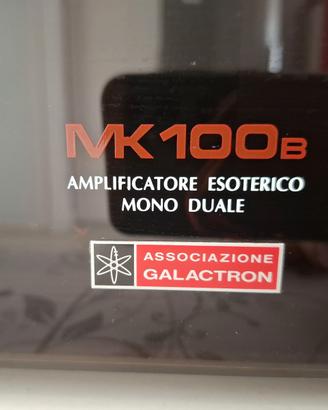 MK100B
AMPLIFICATORE ESOTERICO
MONO DUALE
ASSOCIAZIONE
GALACTRON